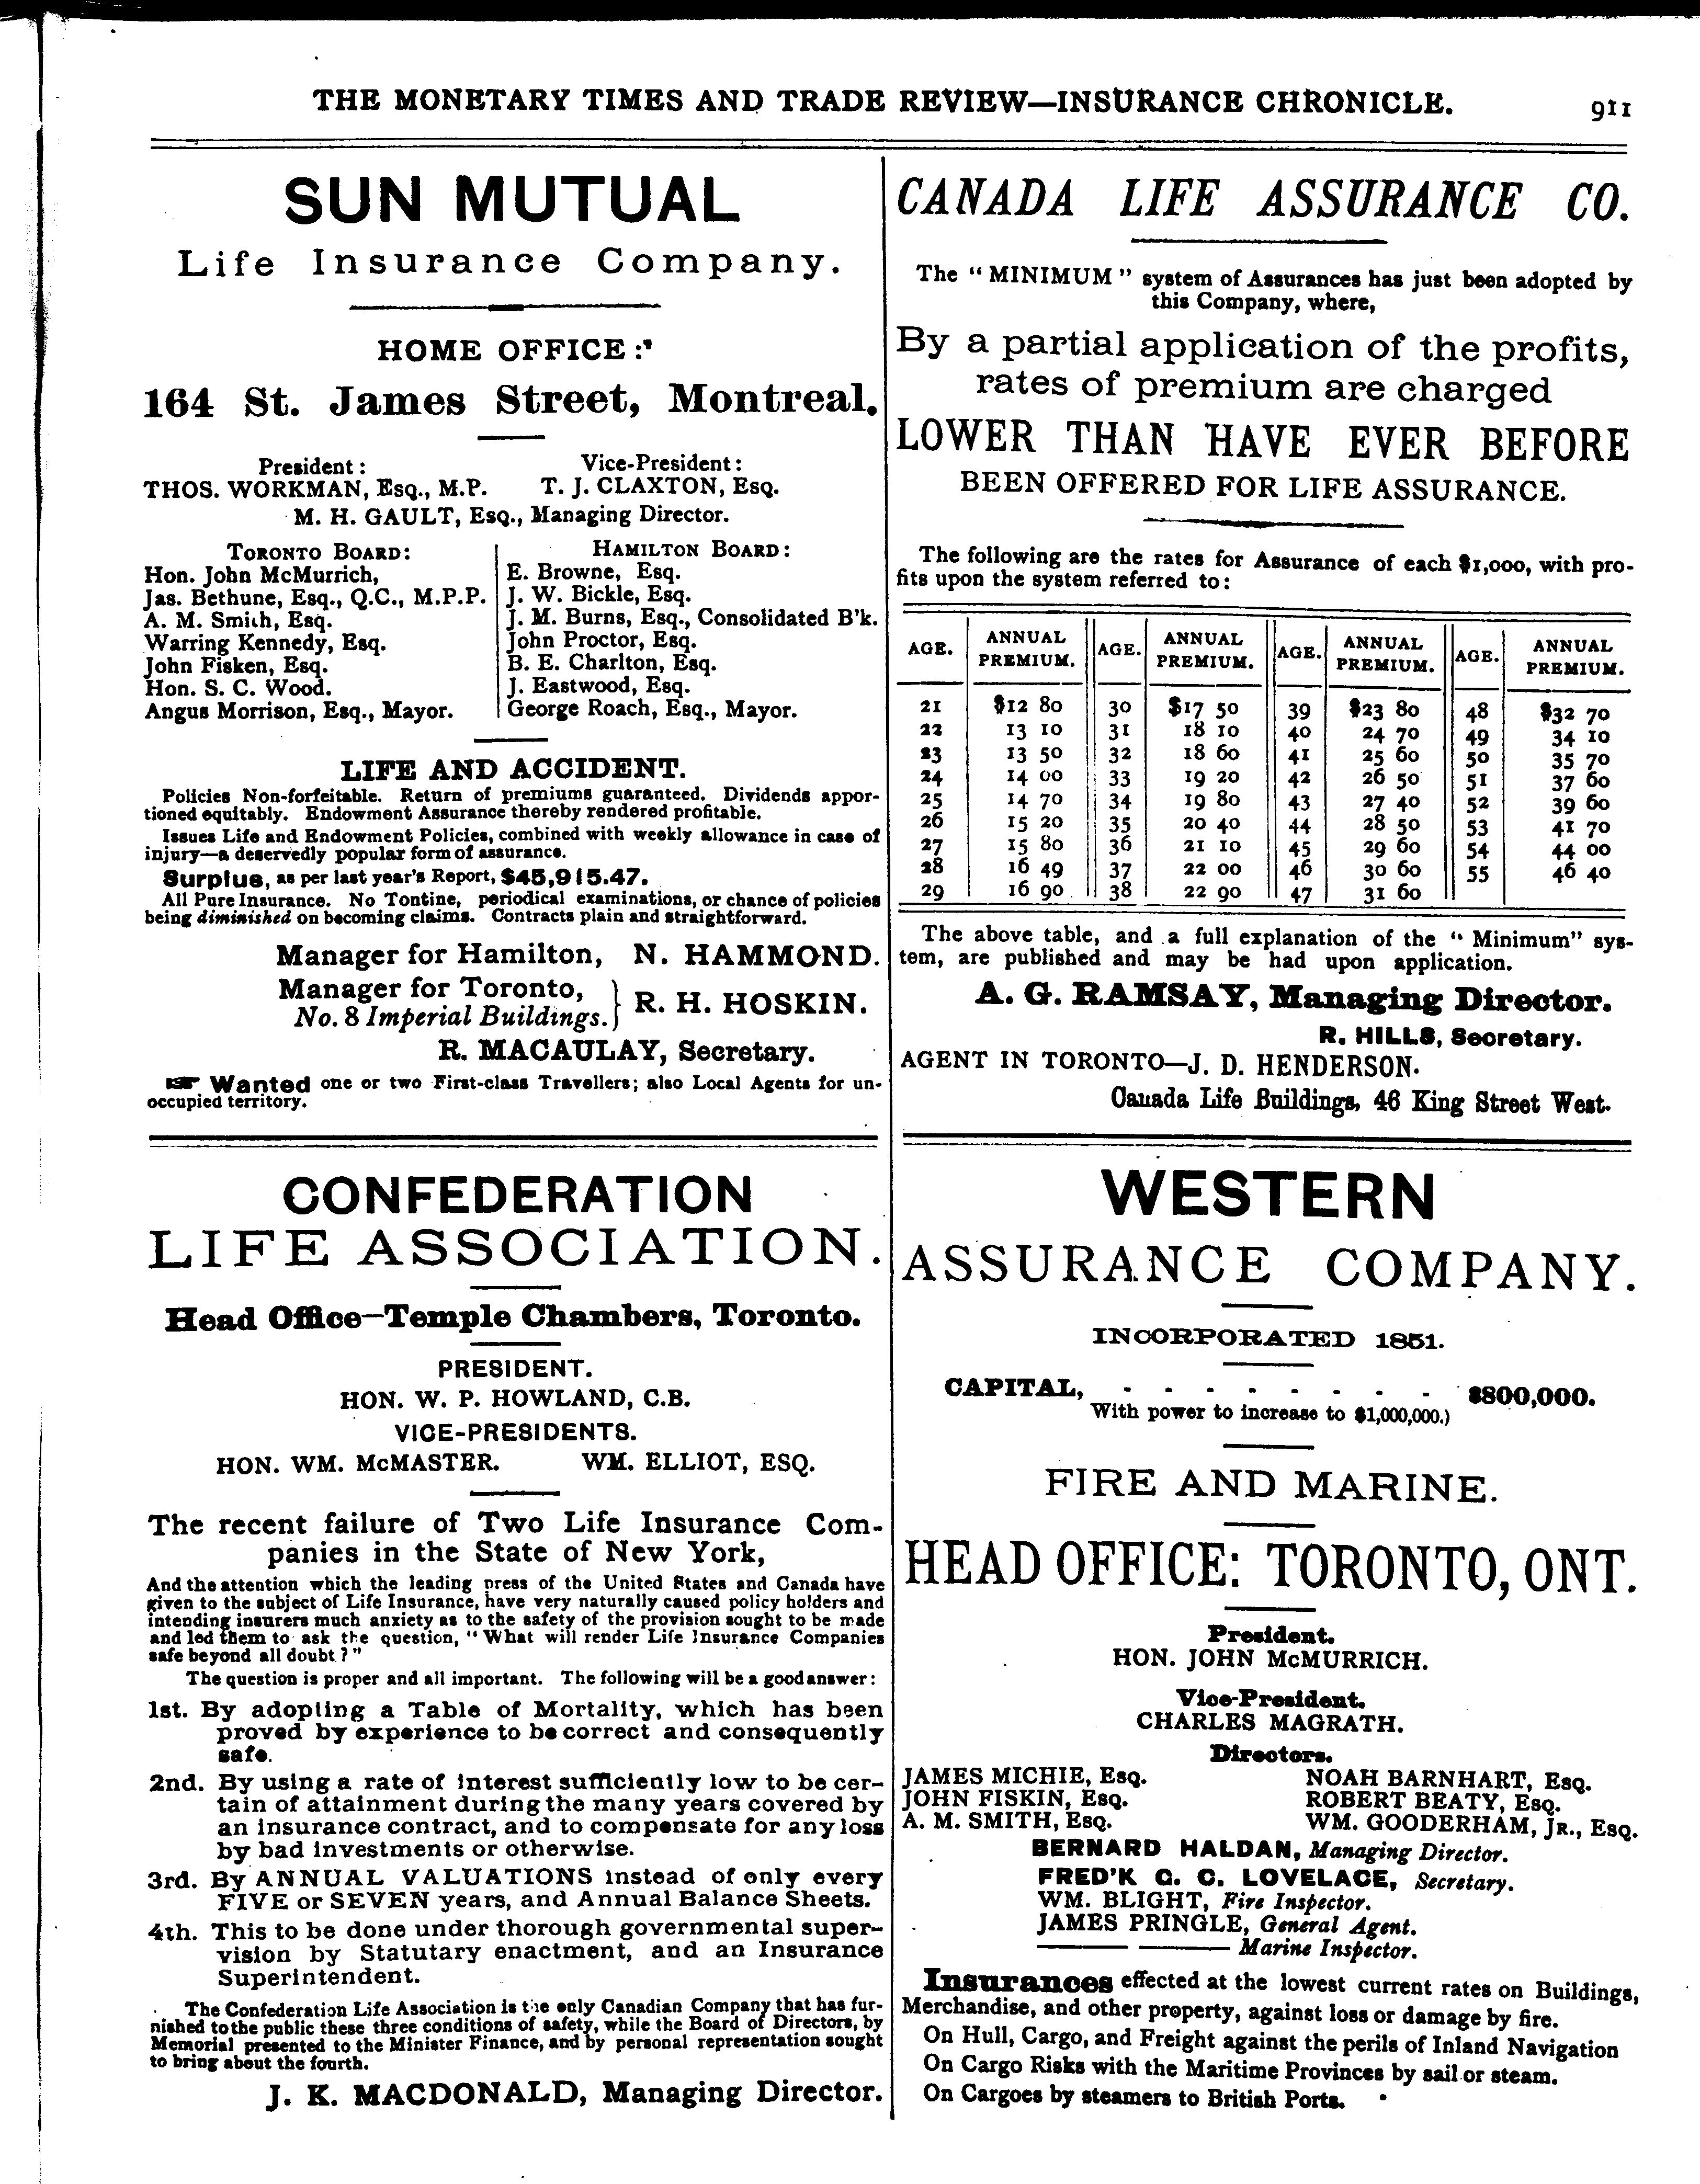 THE MONETARY TIMES AND TRADE REVIEW—INSURANCE CHRONICLE. 911
SUN MUTUAL
Life Insurance Company.
HOME OFFICE:
164 St. James Street, Montreal.
President: Vice-President:
THOS. WORKMAN, Esq., M.P. T. J. CLAXTON, Esq.
M. H. GAULT, Esq., Managing Director.
TORONTO BOARD:
Hon. John McMurrich,
Jas. Bethune, Esq., Q.C., M.P.P.
A. M. Smith, Esq.
Warring Kennedy, Esq.
John Fisken, Esq.
Hon. S. C. Wood.
Angus Morrison, Esq., Mayor.
HAMILTON BOARD:
E. Browne, Esq.
J. W. Bickle, Esq.
J. M. Burns, Esq., Consolidated B'k.
John Proctor, Esq.
B. E. Charlton, Esq.
J. Eastwood, Esq.
George Roach, Esq., Mayor.
LIFE AND ACCIDENT.
Policies Non-forfeitable. Return of premiums guaranteed. Dividends appor-
tioned equitably. Endowment Assurance thereby rendered profitable.
Issues Life and Endowment Policies, combined with weekly allowance in case of
injury—a deservedly popular form of assurance.
Surplus, as per last year's Report, $45,915.47.
All Pure Insurance. No Tontine, periodical examinations, or chance of policies
being diminished on becoming claims. Contracts plain and straightforward.
Manager for Hamilton, N. HAMMOND.
Manager for Toronto, } R. H. HOSKIN.
No. 8 Imperial Buildings.
R. MACAULAY, Secretary.
☞ Wanted one or two First-class Travellers; also Local Agents for un-
occupied territory.
CONFEDERATION
LIFE ASSOCIATION.
Head Office—Temple Chambers, Toronto.
PRESIDENT.
HON. W. P. HOWLAND, C.B.
VICE-PRESIDENTS.
HON. WM. McMASTER. WM. ELLIOT, ESQ.
The recent failure of Two Life Insurance Com-
panies in the State of New York,
And the attention which the leading press of the United States and Canada have
given to the subject of Life Insurance, have very naturally caused policy holders and
intending insurers much anxiety as to the safety of the provision sought to be made
and led them to ask the question, "What will render Life Insurance Companies
safe beyond all doubt?"
The question is proper and all important. The following will be a good answer:
1st. By adopting a Table of Mortality, which has been
proved by experience to be correct and consequently
safe.
2nd. By using a rate of interest sufficiently low to be cer-
tain of attainment during the many years covered by
an insurance contract, and to compensate for any loss
by bad investments or otherwise.
3rd. By ANNUAL VALUATIONS instead of only every
FIVE or SEVEN years, and Annual Balance Sheets.
4th. This to be done under thorough governmental super-
vision by Statutary enactment, and an Insurance
Superintendent.
The Confederation Life Association is the only Canadian Company that has fur-
nished to the public these three conditions of safety, while the Board of Directors, by
Memorial presented to the Minister Finance, and by personal representation sought
to bring about the fourth.
J. K. MACDONALD, Managing Director.
CANADA LIFE ASSURANCE CO.
The "MINIMUM" system of Assurances has just been adopted by
this Company, where,
By a partial application of the profits,
rates of premium are charged
LOWER THAN HAVE EVER BEFORE
BEEN OFFERED FOR LIFE ASSURANCE.
The following are the rates for Assurance of each $1,000, with pro-
fits upon the system referred to:
AGE. ANNUAL PREMIUM. AGE. ANNUAL PREMIUM. AGE. ANNUAL PREMIUM. AGE. ANNUAL PREMIUM.
21 $12 80 30 $17 50 39 $23 80 48 $32 70
22 13 10 31 18 10 40 24 70 49 34 10
23 13 50 32 18 60 41 25 60 50 35 70
24 14 00 33 19 20 42 26 50 51 37 60
25 14 70 34 19 80 43 27 40 52 39 60
26 15 20 35 20 40 44 28 50 53 41 70
27 15 80 36 21 10 45 29 60 54 44 00
28 16 49 37 22 00 46 30 60 55 46 40
29 16 90 38 22 90 47 31 60
The above table, and a full explanation of the "Minimum" sys-
tem, are published and may be had upon application.
A. G. RAMSAY, Managing Director.
R. HILLS, Secretary.
AGENT IN TORONTO—J. D. HENDERSON.
Canada Life Buildings, 46 King Street West.
WESTERN
ASSURANCE COMPANY.
INCORPORATED 1851.
CAPITAL, - - - - - - - - $800,000.
With power to increase to $1,000,000.)
FIRE AND MARINE.
HEAD OFFICE: TORONTO, ONT.
President.
HON. JOHN McMURRICH.
Vice-President.
CHARLES MAGRATH.
Directors.
JAMES MICHIE, Esq. NOAH BARNHART, Esq.
JOHN FISKIN, Esq. ROBERT BEATY, Esq.
A. M. SMITH, Esq. WM. GOODERHAM, Jr., Esq.
BERNARD HALDAN, Managing Director.
FRED'K G. C. LOVELACE, Secretary.
WM. BLIGHT, Fire Inspector.
JAMES PRINGLE, General Agent.
—— —— Marine Inspector.
Insurances effected at the lowest current rates on Buildings,
Merchandise, and other property, against loss or damage by fire.
On Hull, Cargo, and Freight against the perils of Inland Navigation
On Cargo Risks with the Maritime Provinces by sail or steam.
On Cargoes by steamers to British Ports.